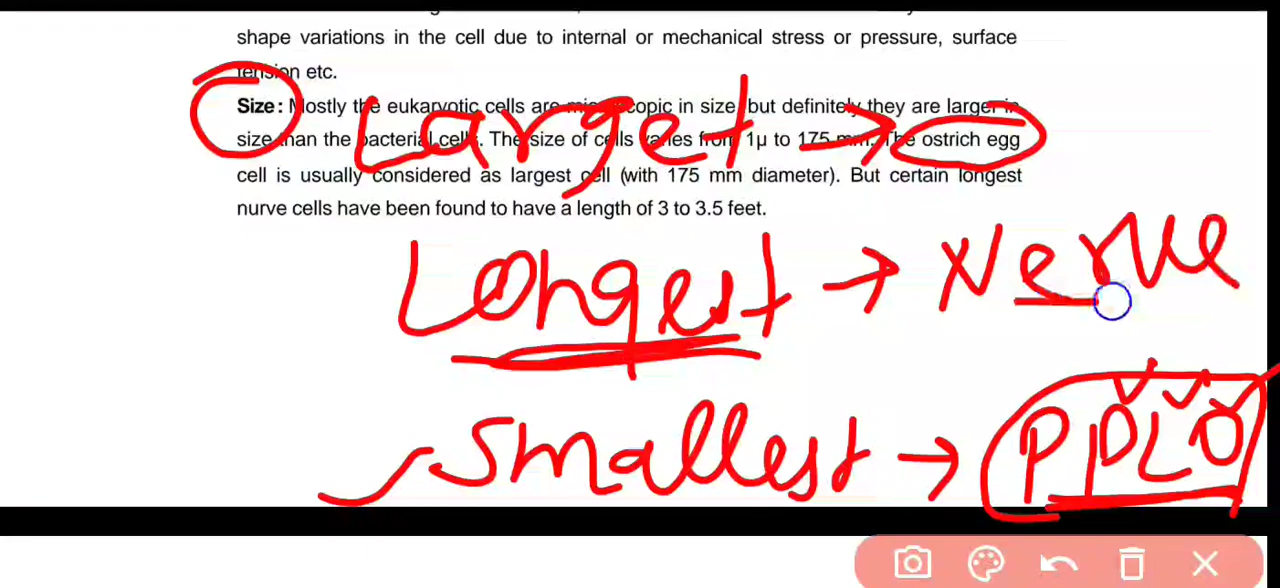 shape variations in the cell due to internal or mechanical stress or pressure, surface
tension etc.
Size: Mostly the eukaryotic cells are microscopic in size, but definitely they are larger in
size than the bacterial cells. The size of cells varies from 1μ to 175 mm. The ostrich egg
cell is usually considered as largest cell (with 175 mm diameter). But certain longest
nurve cells have been found to have a length of 3 to 3.5 feet.
Larget →
Longest → Nerve
Smallest → PPLO